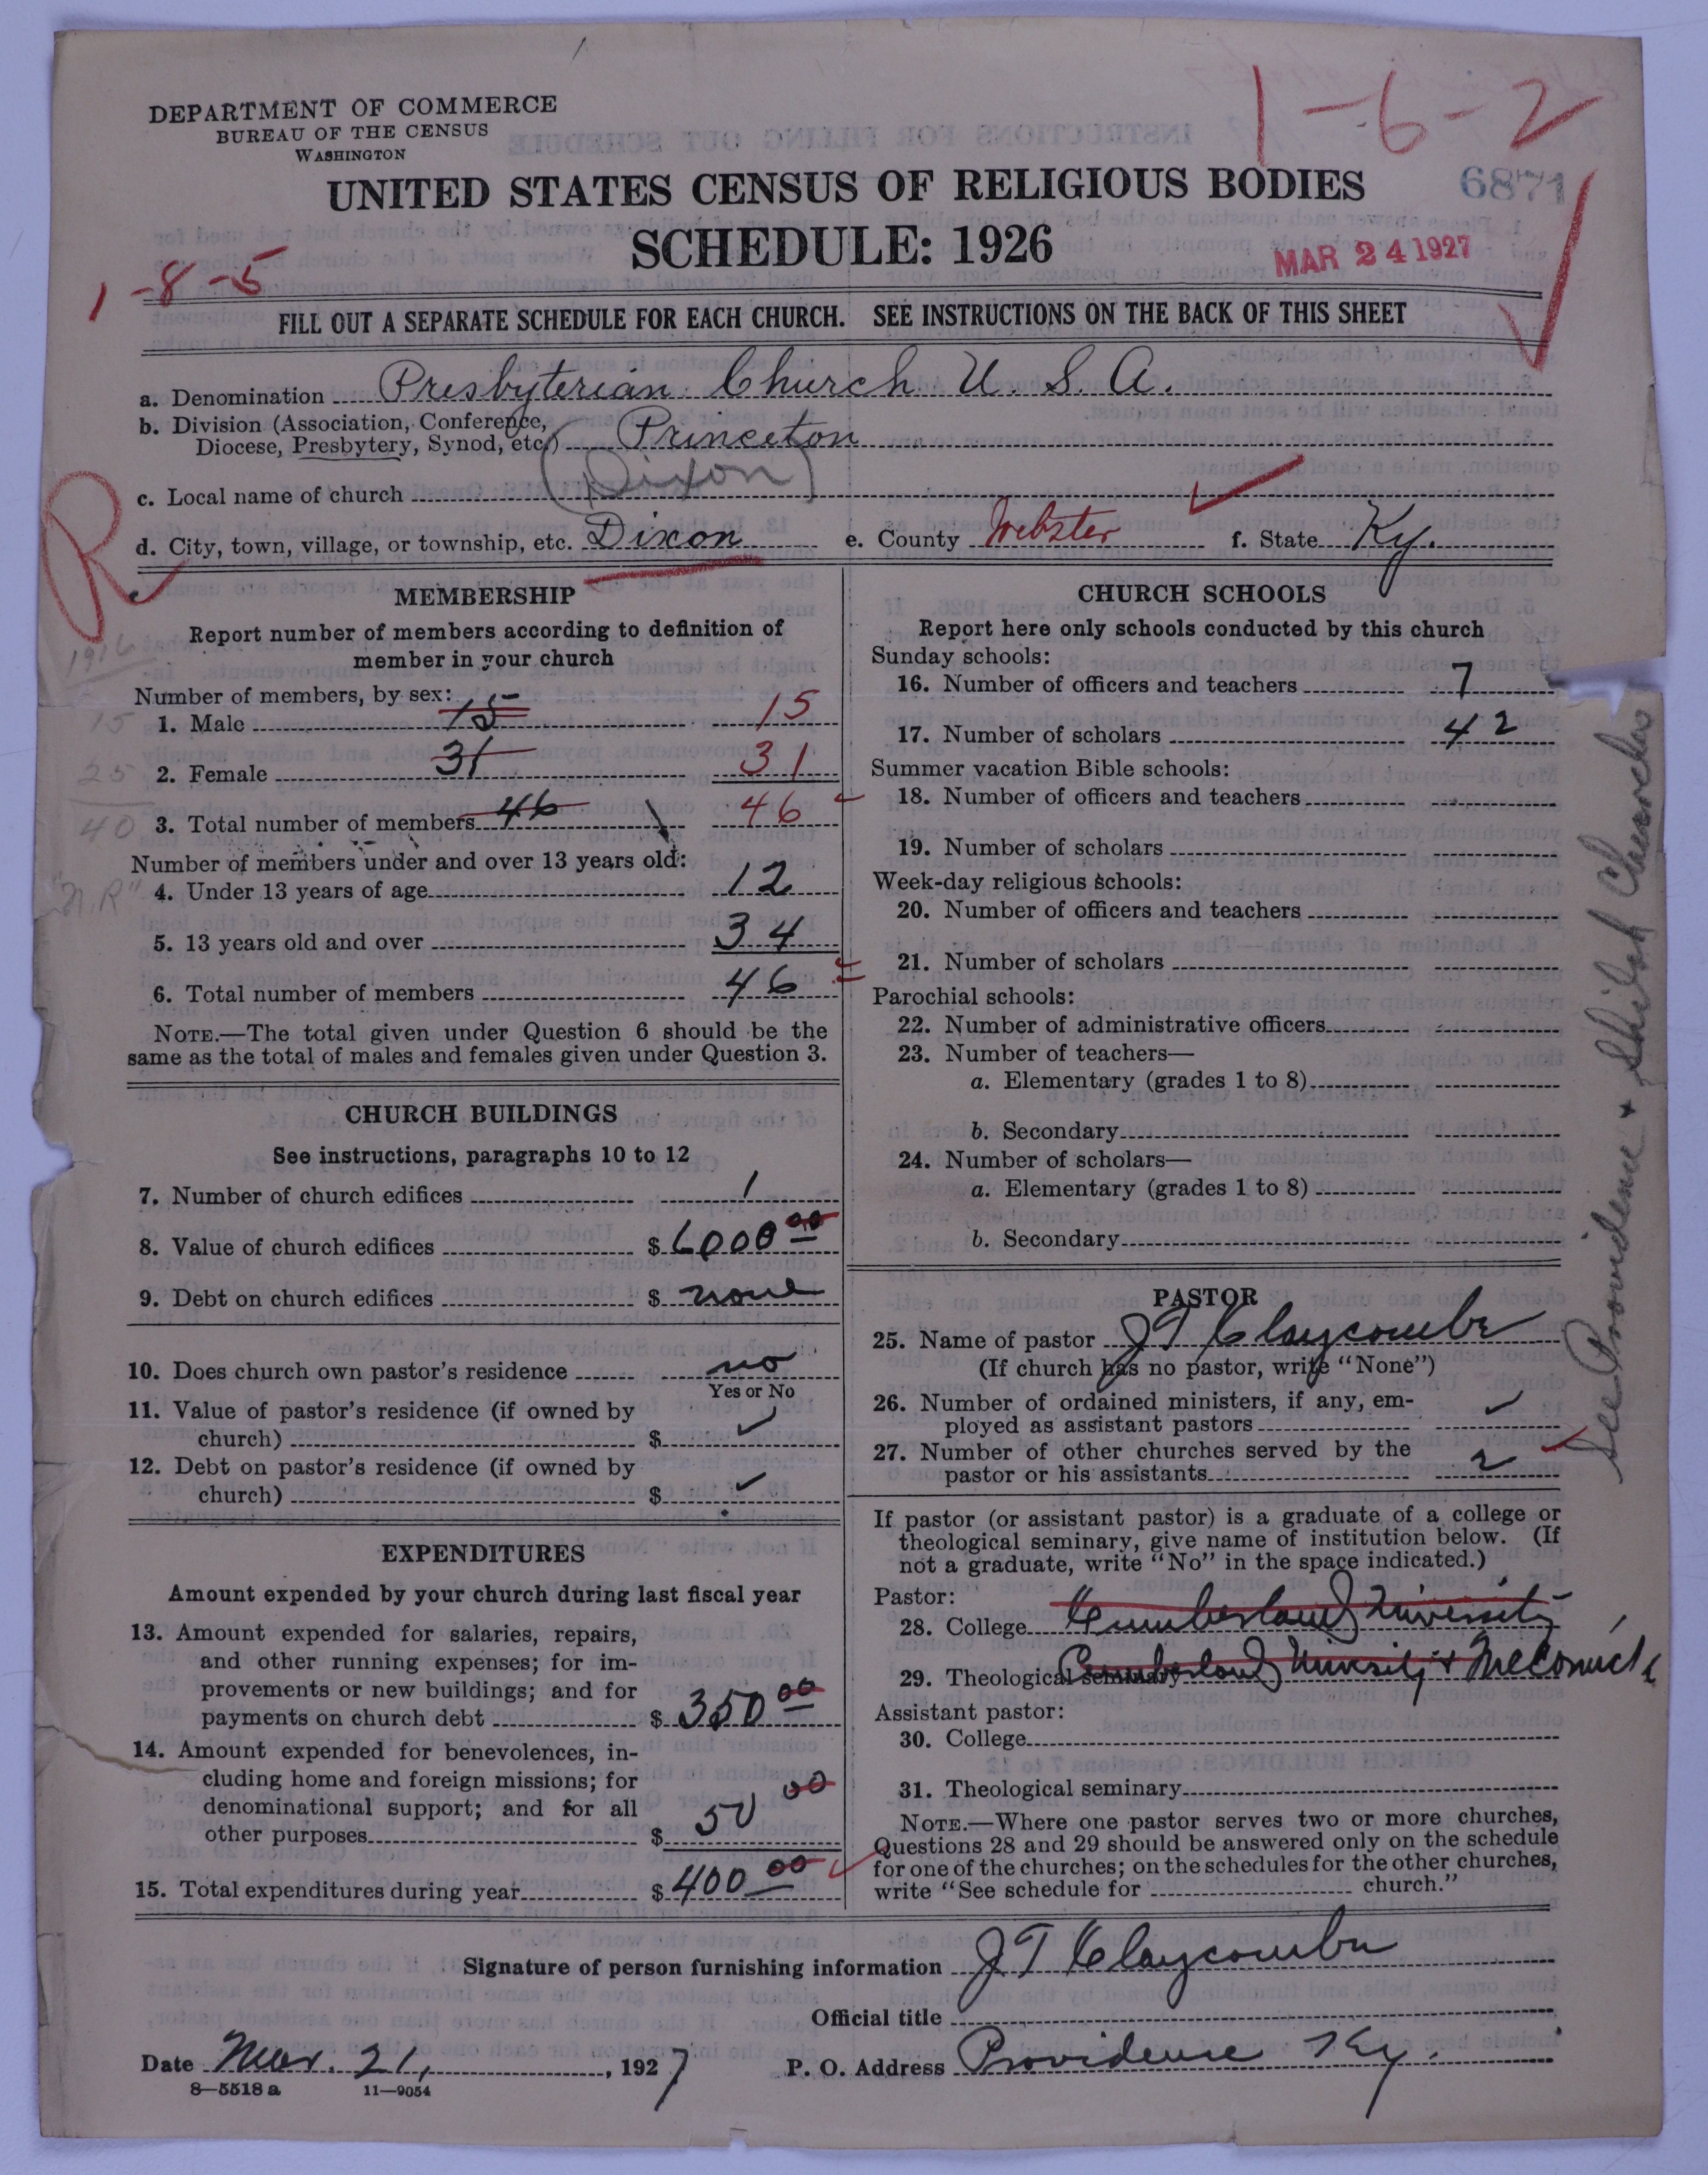 DEPARTMENT OF COMMERCE
BUREAU OF THE CENSUS
WASHINGTON
1-6-2
UNITED STATES CENSUS OF RELIGIOUS BODIES
6871
SCHEDULE: 1926
MAR 24 1927
1-8-5
FILL OUT A SEPARATE SCHEDULE FOR EACH CHURCH. SEE INSTRUCTIONS ON THE BACK OF THIS SHEET
a. Denomination Presbyterian Church U. S. A.
b. Division (Association, Conference,
Diocese, Presbytery, Synod, etc.) Princeton
c. Local name of church (Dixon)
d. City, town, village, or township, etc. Dixon e. County Webster f. State Ky.
R
MEMBERSHIP
Report number of members according to definition of
member in your church
1916
Number of members, by sex:
15 1. Male 15 15
25 2. Female 31 31
40 3. Total number of members 46 46
Number of members under and over 13 years old:
"N.R" 4. Under 13 years of age 12
5. 13 years old and over 34
6. Total number of members 46
NOTE.—The total given under Question 6 should be the
same as the total of males and females given under Question 3.
CHURCH BUILDINGS
See instructions, paragraphs 10 to 12
7. Number of church edifices 1
8. Value of church edifices $ 6000 00
9. Debt on church edifices $ none
10. Does church own pastor's residence no
Yes or No
11. Value of pastor's residence (if owned by
church) $ ✓
12. Debt on pastor's residence (if owned by
church) $ ✓
EXPENDITURES
Amount expended by your church during last fiscal year
13. Amount expended for salaries, repairs,
and other running expenses; for im-
provements or new buildings; and for
payments on church debt $ 350 00
14. Amount expended for benevolences, in-
cluding home and foreign missions; for
denominational support; and for all
other purposes $ 50 00
15. Total expenditures during year $ 400 00
CHURCH SCHOOLS
Report here only schools conducted by this church
Sunday schools:
16. Number of officers and teachers 7
17. Number of scholars 42
Summer vacation Bible schools:
18. Number of officers and teachers
19. Number of scholars
Week-day religious schools:
20. Number of officers and teachers
21. Number of scholars
Parochial schools:
22. Number of administrative officers
23. Number of teachers—
a. Elementary (grades 1 to 8)
b. Secondary
24. Number of scholars—
a. Elementary (grades 1 to 8)
b. Secondary
PASTOR
25. Name of pastor J T Claycombe
(If church has no pastor, write "None")
26. Number of ordained ministers, if any, em-
ployed as assistant pastors ✓
27. Number of other churches served by the
pastor or his assistants 2
If pastor (or assistant pastor) is a graduate of a college or
theological seminary, give name of institution below. (If
not a graduate, write "No" in the space indicated.)
Pastor:
28. College Cumberland University
29. Theological seminary Cumberland University & McCormick
Assistant pastor:
30. College
31. Theological seminary
NOTE.—Where one pastor serves two or more churches,
Questions 28 and 29 should be answered only on the schedule
for one of the churches; on the schedules for the other churches,
write "See schedule for church."
See Providence & Shiloh Churches
Signature of person furnishing information J T Claycombe
Official title
Date Mar. 21, , 1927 P. O. Address Providence Ky.
8—5518 a 11—9054